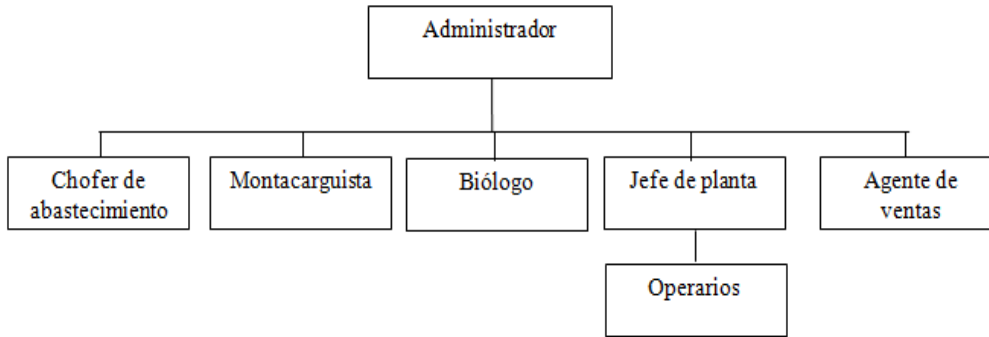 Administrador
Chofer de
abastecimiento
Montacarguista
Biólogo
Jefe de planta
Agente de
ventas
Operarios